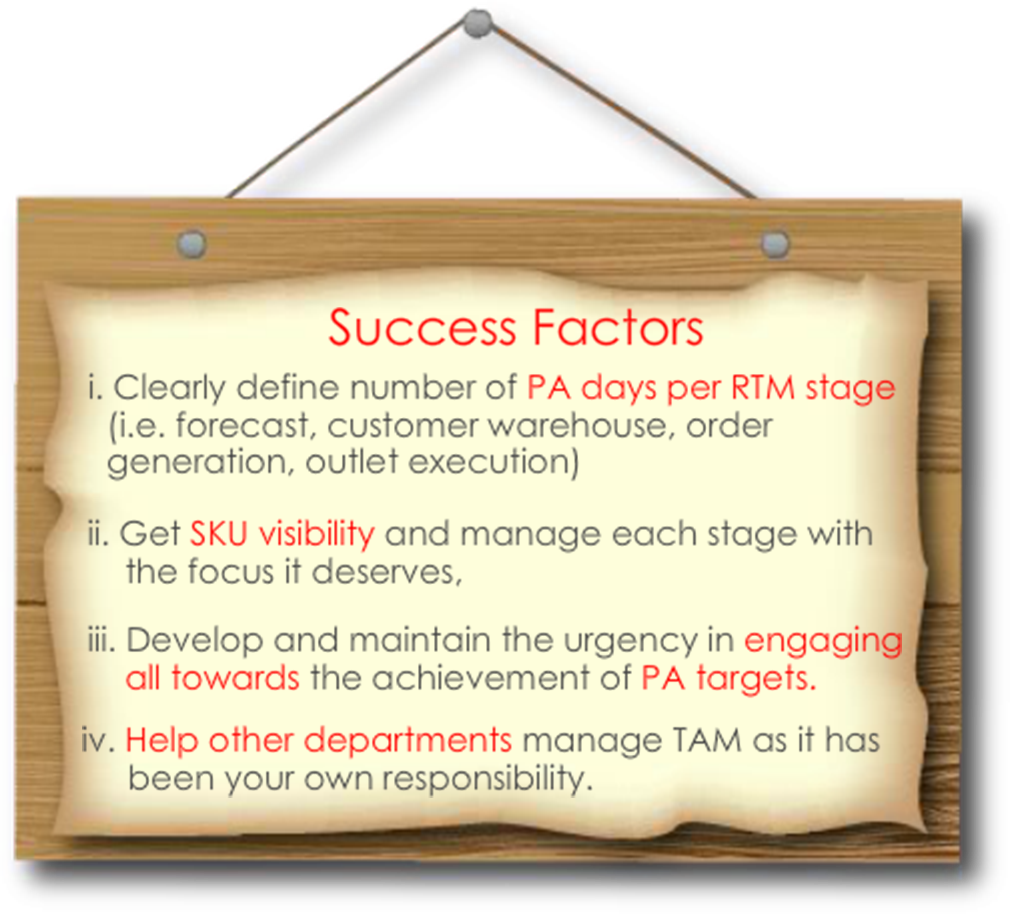 Success Factors
i. Clearly define number of PA days per RTM stage
(i.e. forecast, customer warehouse, order
generation, outlet execution)
ii. Get SKU visibility and manage each stage with
the focus it deserves,
iii. Develop and maintain the urgency in engaging
all towards the achievement of PA targets.
iv. Help other departments manage TAM as it has
been your own responsibility.